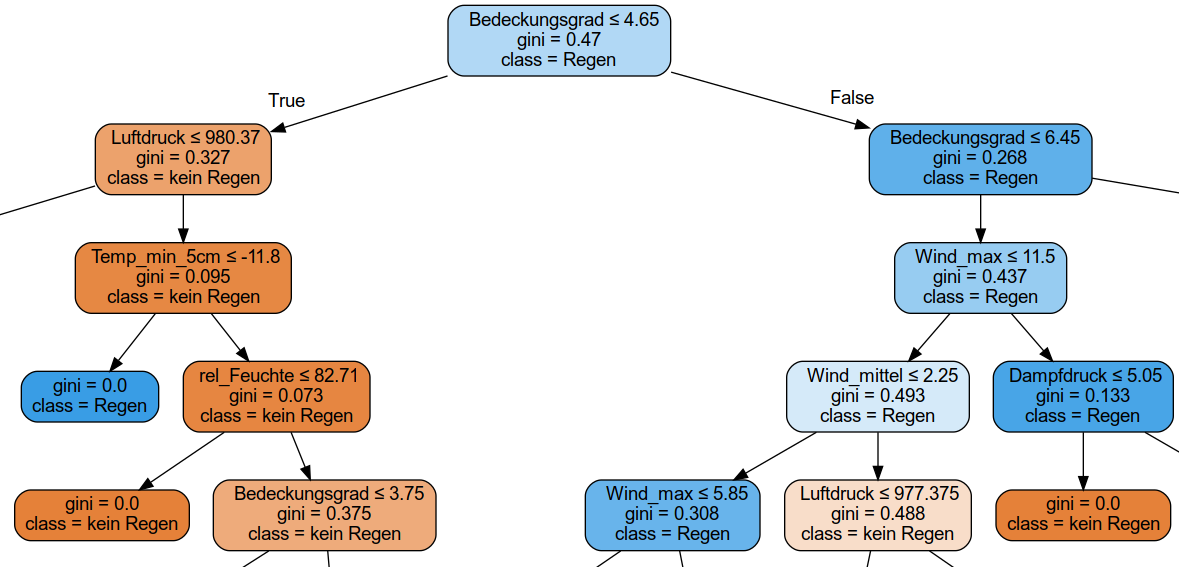 Bedeckungsgrad ≤ 4.65
gini = 0.47
class = Regen
True
False
Luftdruck ≤ 980.37
gini = 0.327
class = kein Regen
Bedeckungsgrad ≤ 6.45
gini = 0.268
class = Regen
Temp_min_5cm ≤ -11.8
gini = 0.095
class = kein Regen
Wind_max ≤ 11.5
gini = 0.437
class = Regen
gini = 0.0
class = Regen
rel_Feuchte ≤ 82.71
gini = 0.073
class = kein Regen
Wind_mittel ≤ 2.25
gini = 0.493
class = Regen
Dampfdruck ≤ 5.05
gini = 0.133
class = Regen
gini = 0.0
class = kein Regen
Bedeckungsgrad ≤ 3.75
gini = 0.375
class = kein Regen
Wind_max ≤ 5.85
gini = 0.308
class = Regen
Luftdruck ≤ 977.375
gini = 0.488
class = kein Regen
gini = 0.0
class = kein Regen